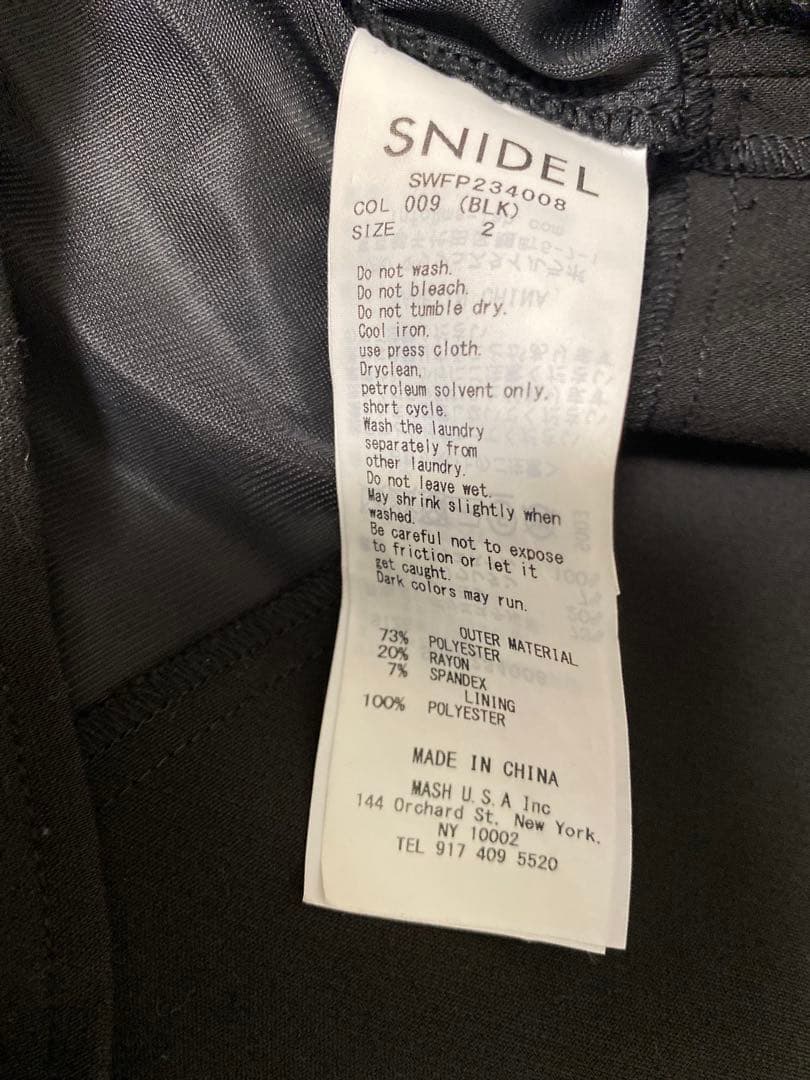 SNIDEL
SWFP234008
COL 009 (BLK)
SIZE 2
Do not wash.
Do not bleach.
Do not tumble dry.
Cool iron,
use press cloth.
Dryclean,
petroleum solvent only.
short cycle.
Wash the laundry
separately from
other laundry.
Do not leave wet.
May shrink slightly when
washed.
Be careful not to expose
to friction or let it
get caught.
Dark colors may run.
OUTER MATERIAL
73% POLYESTER
20% RAYON
7% SPANDEX
LINING
100% POLYESTER
MADE IN CHINA
MASH U.S.A Inc
144 Orchard St. New York.
NY 10002
TEL 917 409 5520